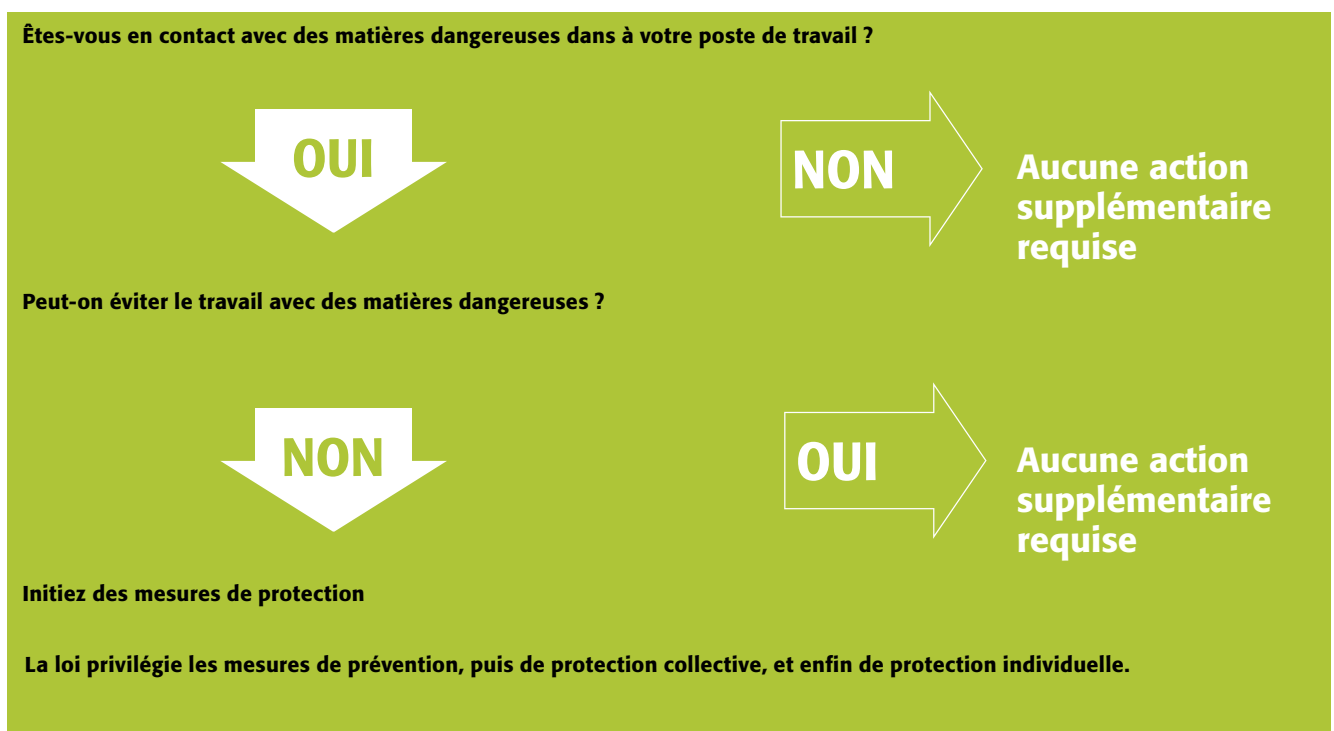 Êtes-vous en contact avec des matières dangereuses dans à votre poste de travail ?
OUI
NON
Aucune action
supplémentaire
requise
Peut-on éviter le travail avec des matières dangereuses ?
NON
OUI
Aucune action
supplémentaire
requise
Initiez des mesures de protection
La loi privilégie les mesures de prévention, puis de protection collective, et enfin de protection individuelle.